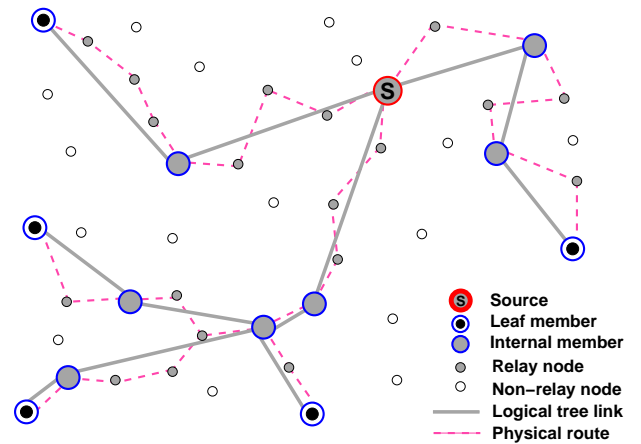 S
S Source
Leaf member
Internal member
Relay node
Non−relay node
Logical tree link
Physical route